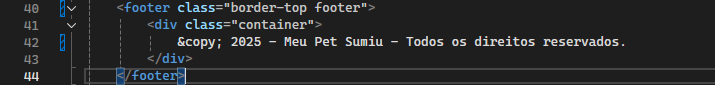 40 <footer class="border-top footer">
41 <div class="container">
42 &copy; 2025 - Meu Pet Sumiu - Todos os direitos reservados.
43 </div>
44 </footer>